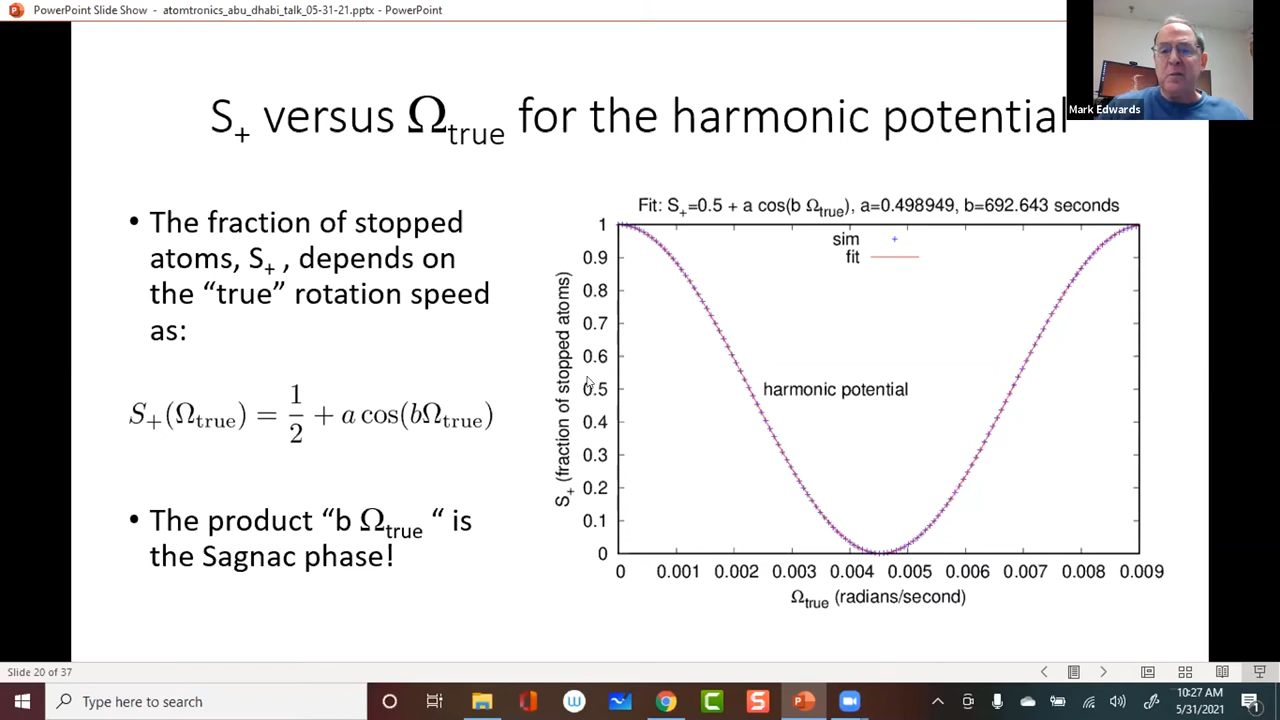 PowerPoint Slide Show - atomtronics_abu_dhabi_talk_05-31-21.pptx - PowerPoint
Mark Edwards
S+ versus Ωtrue for the harmonic potential
• The fraction of stopped
atoms, S+ , depends on
the “true” rotation speed
as:
S+(Ωtrue) = 1/2 + a cos(bΩtrue)
• The product “b Ωtrue “ is
the Sagnac phase!
Fit: S+=0.5 + a cos(b Ωtrue), a=0.498949, b=692.643 seconds
sim
fit
1
0.9
0.8
0.7
0.6
0.5
0.4
0.3
0.2
0.1
0
S+ (fraction of stopped atoms)
harmonic potential
0 0.001 0.002 0.003 0.004 0.005 0.006 0.007 0.008 0.009
Ωtrue (radians/second)
Slide 20 of 37
Type here to search
10:27 AM
5/31/2021